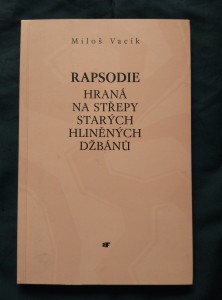 Miloš Vacík
RAPSODIE
HRANÁ
NA STŘEPY
STARÝCH
HLINĚNÝCH
DŽBÁNŮ